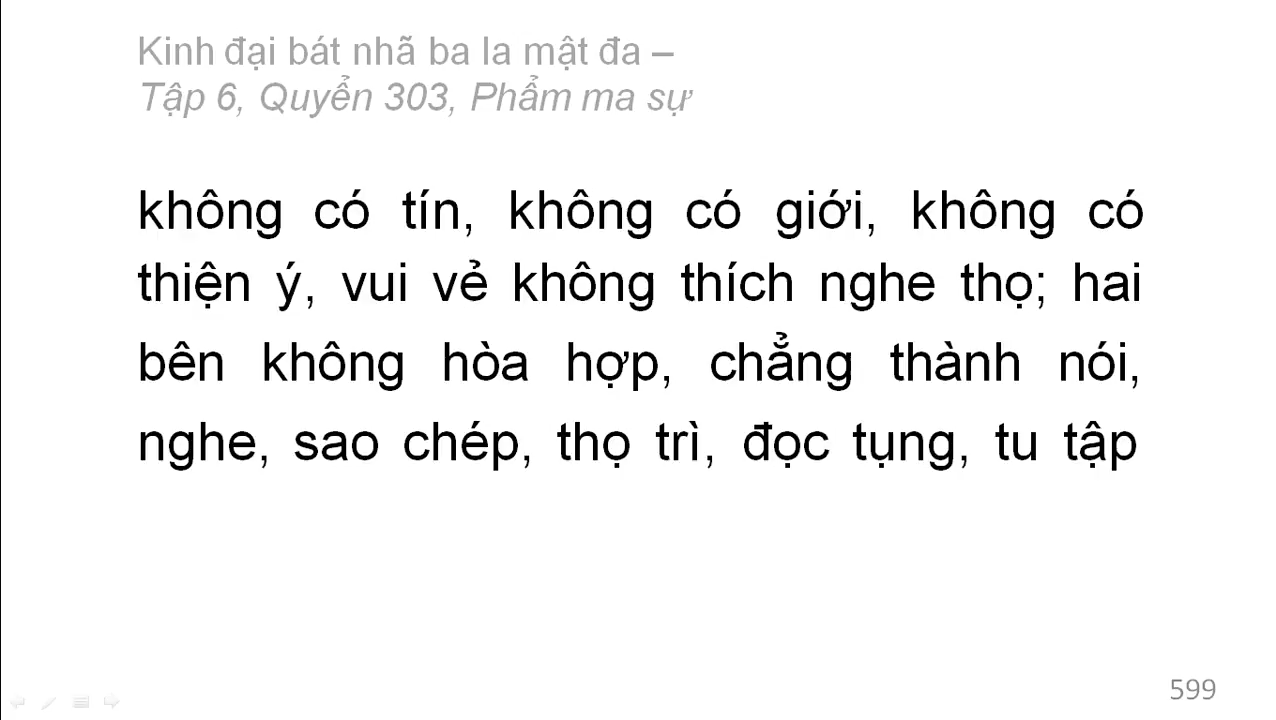 Kinh đại bát nhã ba la mật đa –
Tập 6, Quyển 303, Phẩm ma sự
không có tín, không có giới, không có
thiện ý, vui vẻ không thích nghe thọ; hai
bên không hòa hợp, chẳng thành nói,
nghe, sao chép, thọ trì, đọc tụng, tu tập
599